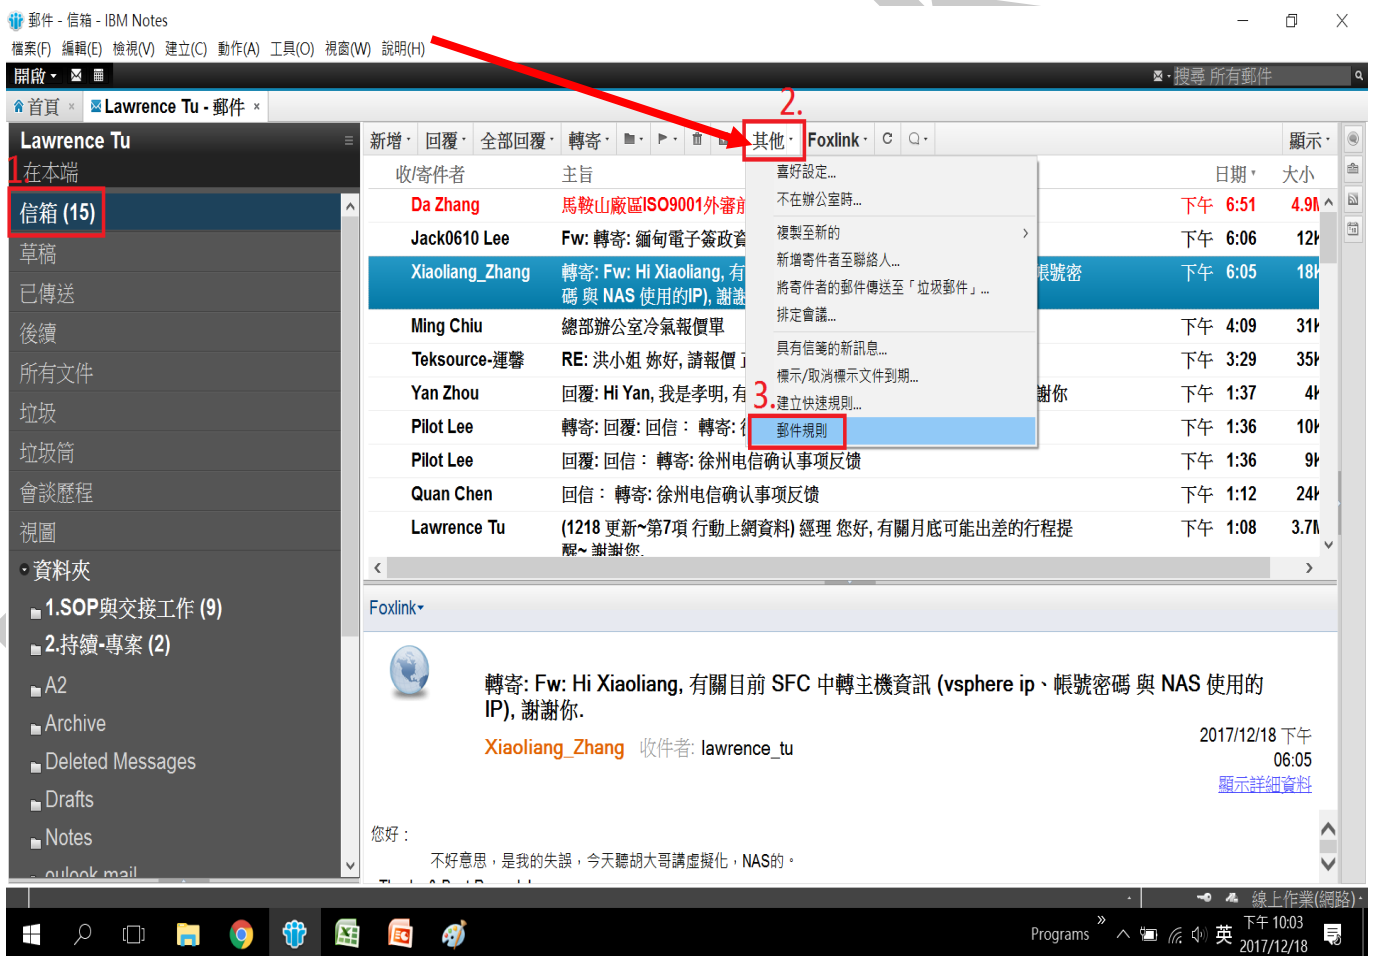 郵件 - 信箱 - IBM Notes
檔案(F) 編輯(E) 檢視(V) 建立(C) 動作(A) 工具(O) 視窗(W) 說明(H)
開啟
搜尋 所有郵件
首頁 × Lawrence Tu - 郵件 ×
2.
Lawrence Tu
在本端
1.
信箱 (15)
草稿
已傳送
後續
所有文件
垃圾
垃圾筒
會談歷程
視圖
資料夾
1.SOP與交接工作 (9)
2.持續-專案 (2)
A2
Archive
Deleted Messages
Drafts
Notes
oulook mail
新增 回覆 全部回覆 轉寄 其他 Foxlink 顯示
收/寄件者 主旨 日期 大小
Da Zhang 馬鞍山廠區ISO9001外審前 下午 6:51 4.9M
Jack0610 Lee Fw: 轉寄: 緬甸電子簽政資 下午 6:06 12K
Xiaoliang_Zhang 轉寄: Fw: Hi Xiaoliang, 有 帳號密 下午 6:05 18K
碼 與 NAS 使用的IP), 謝謝
Ming Chiu 總部辦公室冷氣報價單 下午 4:09 31K
Teksource-運馨 RE: 洪小姐 妳好, 請報價 下午 3:29 35K
Yan Zhou 回覆: Hi Yan, 我是孝明, 有 謝你 下午 1:37 4K
Pilot Lee 轉寄: 回覆: 回信: 轉寄: 下午 1:36 10K
Pilot Lee 回覆: 回信: 轉寄: 徐州电信确认事项反馈 下午 1:36 9K
Quan Chen 回信: 轉寄: 徐州电信确认事项反馈 下午 1:12 24K
Lawrence Tu (1218 更新~第7項 行動上網資料) 經理 您好, 有關月底可能出差的行程提 下午 1:08 3.7M
醒~ 謝謝您.
喜好設定...
不在辦公室時...
複製至新的
新增寄件者至聯絡人...
將寄件者的郵件傳送至「垃圾郵件」...
排定會議...
具有信箋的新訊息...
標示/取消標示文件到期...
3.
建立快速規則...
郵件規則
Foxlink
轉寄: Fw: Hi Xiaoliang, 有關目前 SFC 中轉主機資訊 (vsphere ip、帳號密碼 與 NAS 使用的
IP), 謝謝你.
Xiaoliang_Zhang 收件者: lawrence_tu
2017/12/18 下午
06:05
顯示詳細資料
您好：
不好意思，是我的失誤，今天聽胡大哥講虛擬化，NAS的。
線上作業(網路)
Programs
英
下午 10:03
2017/12/18